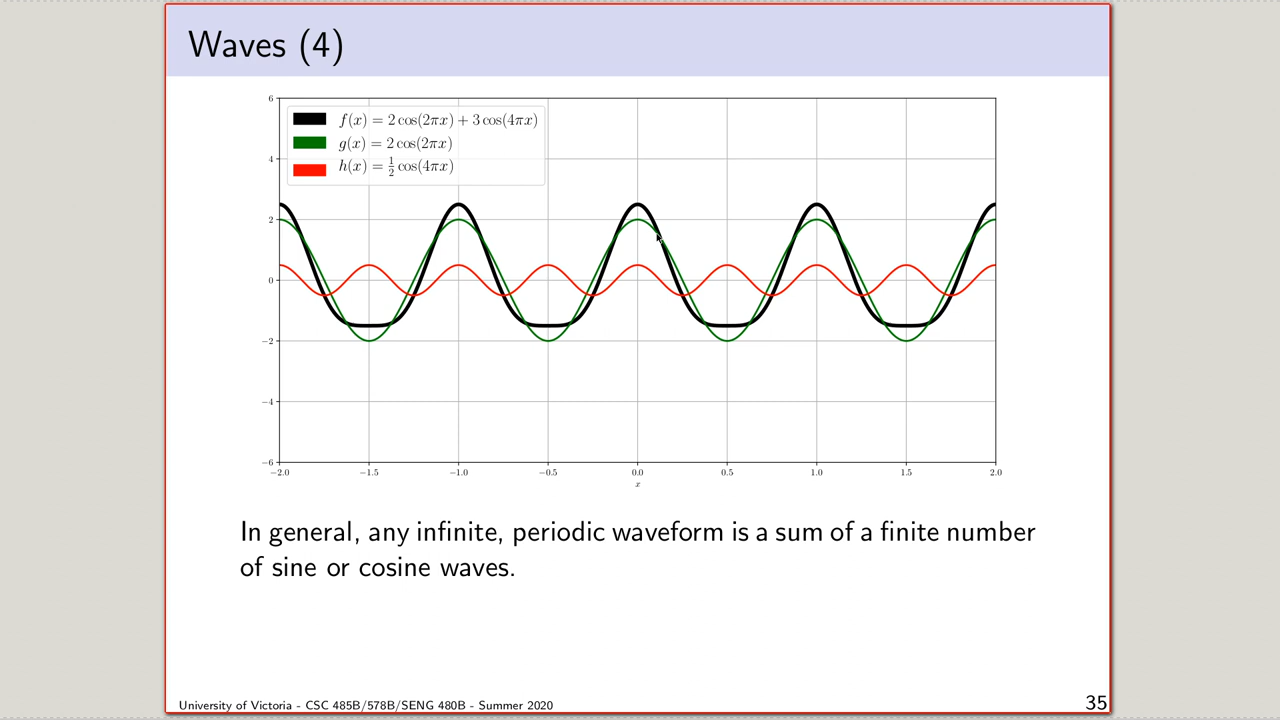 Waves (4)
f(x) = 2 cos(2πx) + 3 cos(4πx)
g(x) = 2 cos(2πx)
h(x) = 1/2 cos(4πx)
6
4
2
0
−2
−4
−6
−2.0 −1.5 −1.0 −0.5 0.0 0.5 1.0 1.5 2.0
x
In general, any infinite, periodic waveform is a sum of a finite number
of sine or cosine waves.
University of Victoria - CSC 485B/578B/SENG 480B - Summer 2020
35